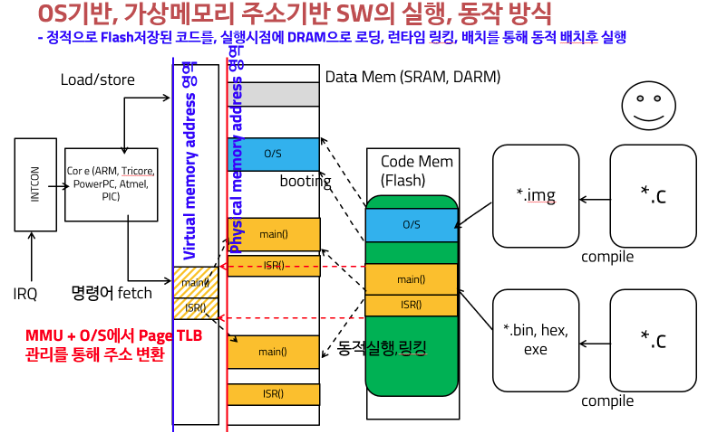 OS기반, 가상메모리 주소기반 SW의 실행, 동작 방식
- 정적으로 Flash저장된 코드를, 실행시점에 DRAM으로 로딩, 런타임 링킹, 배치를 통해 동적 배치후 실행
Load/store
INTCON
Core (ARM, Tricore,
PowerPC, Atmel,
PIC)
IRQ
명령어 fetch
MMU + O/S에서 Page TLB
관리를 통해 주소 변환
Virtual memory address 영역
main()
ISR()
Physical memory address 영역
Data Mem (SRAM, DARM)
O/S
booting
main()
ISR()
main()
ISR()
동적실행,링킹
Code Mem
(Flash)
O/S
main()
ISR()
*.img
*.c
compile
*.bin, hex,
exe
*.c
compile